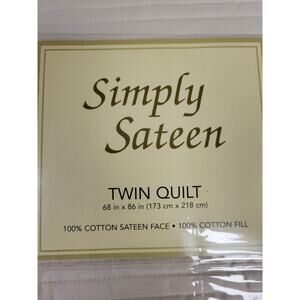 Simply
Sateen
TWIN QUILT
68 in x 86 in (173 cm x 218 cm)
100% COTTON SATEEN FACE • 100% COTTON FILL